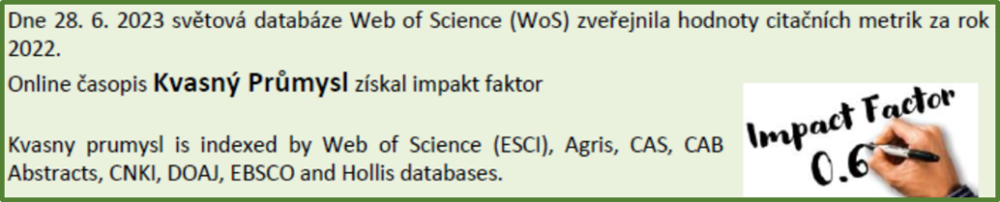 Dne 28. 6. 2023 světová databáze Web of Science (WoS) zveřejnila hodnoty citačních metrik za rok
2022.
Online časopis Kvasný Průmysl získal impakt faktor
Kvasny prumysl is indexed by Web of Science (ESCI), Agris, CAS, CAB
Abstracts, CNKI, DOAJ, EBSCO and Hollis databases.
Impact Factor
0.6